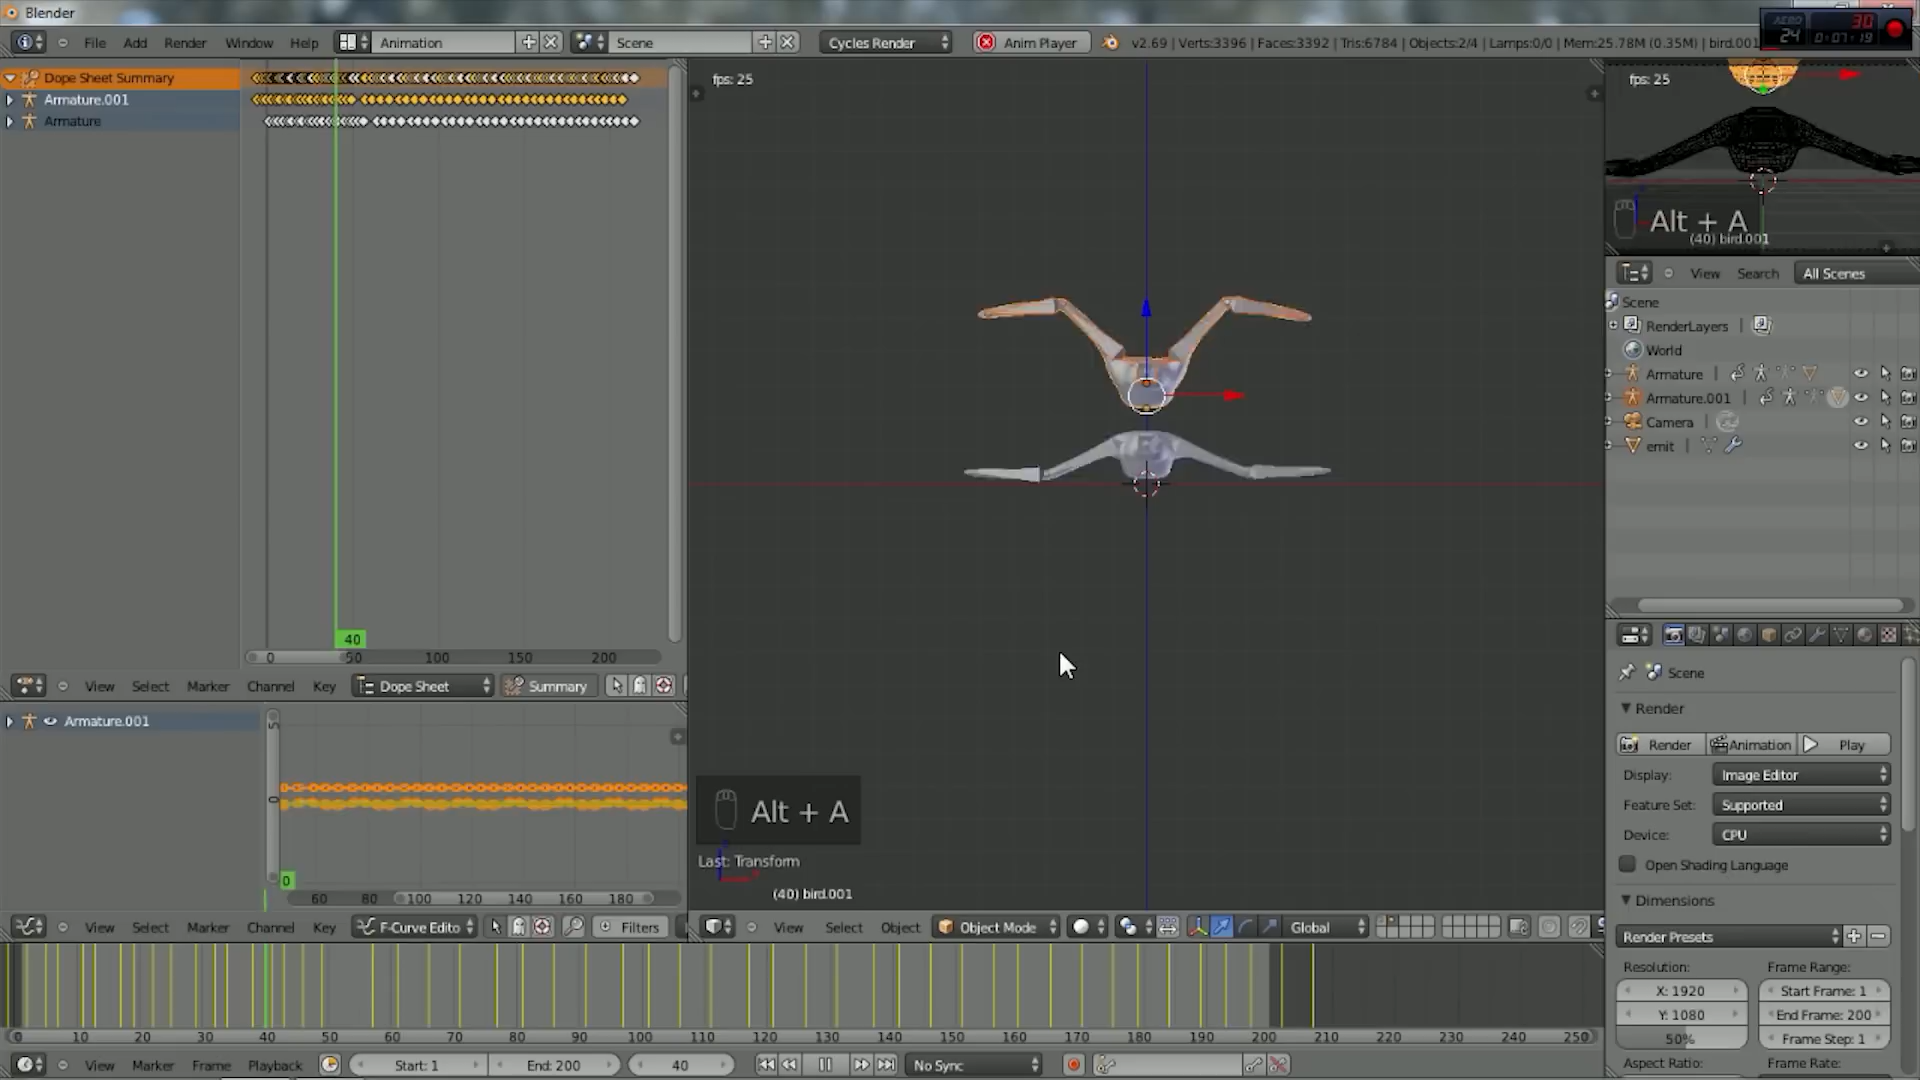 Blender
AERO 24 30 0:07:19
File Add Render Window Help Animation Scene Cycles Render Anim Player v2.69 | Verts:3396 | Faces:3392 | Tris:6784 | Objects:2/4 | Lamps:0/0 | Mem:25.78M (0.35M) | bird.001
Dope Sheet Summary
Armature.001
Armature
40
0 50 100 150 200
View Select Marker Channel Key Dope Sheet Summary
Armature.001
5
0
0
60 80 100 120 140 160 180
View Select Marker Channel Key F-Curve Edito Filters
fps: 25
Alt + A
Last: Transform
(40) bird.001
View Select Object Object Mode Global
fps: 25
Alt + A
(40) bird.001
View Search All Scenes
Scene
RenderLayers
World
Armature
Armature.001
Camera
emit
Scene
Render
Render Animation Play
Display: Image Editor
Feature Set: Supported
Device: CPU
Open Shading Language
Dimensions
Render Presets
Resolution: Frame Range:
X: 1920 Start Frame: 1
Y: 1080 End Frame: 200
50% Frame Step: 1
Aspect Ratio: Frame Rate:
0 10 20 30 40 50 60 70 80 90 100 110 120 130 140 150 160 170 180 190 200 210 220 230 240 250
View Marker Frame Playback Start: 1 End: 200 40 No Sync